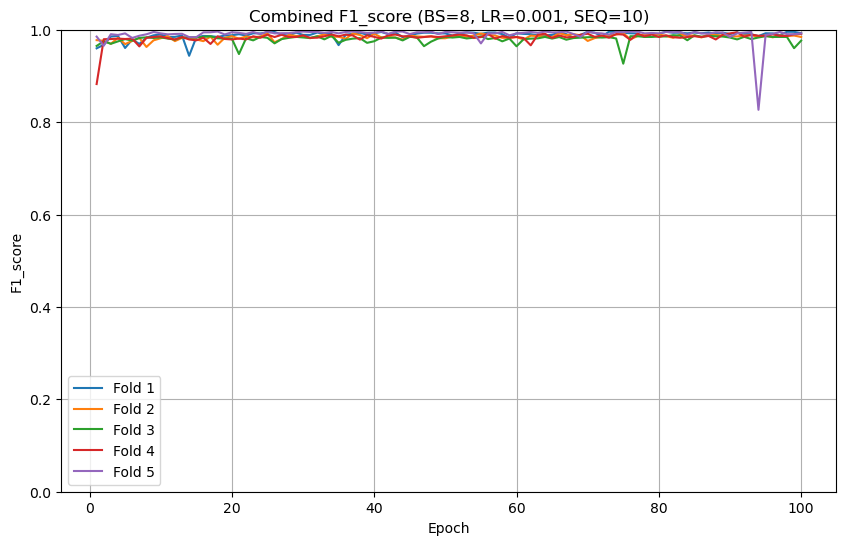 Combined F1_score (BS=8, LR=0.001, SEQ=10)
F1_score
1.0
0.8
0.6
0.4
0.2
0.0
Fold 1
Fold 2
Fold 3
Fold 4
Fold 5
0 20 40 60 80 100
Epoch